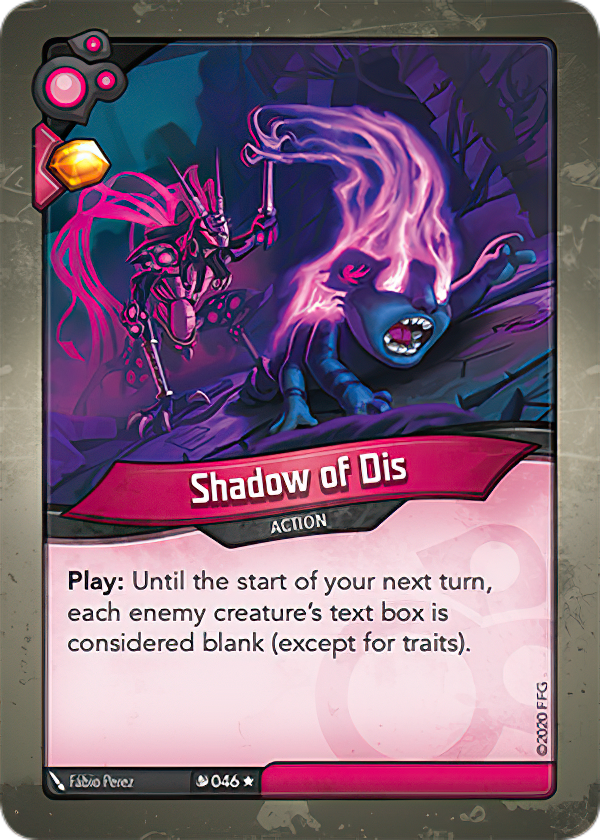 Shadow of Dis
ACTION
Play: Until the start of your next turn,
each enemy creature's text box is
considered blank (except for traits).
©2020 FFG
Fábio Perez
046